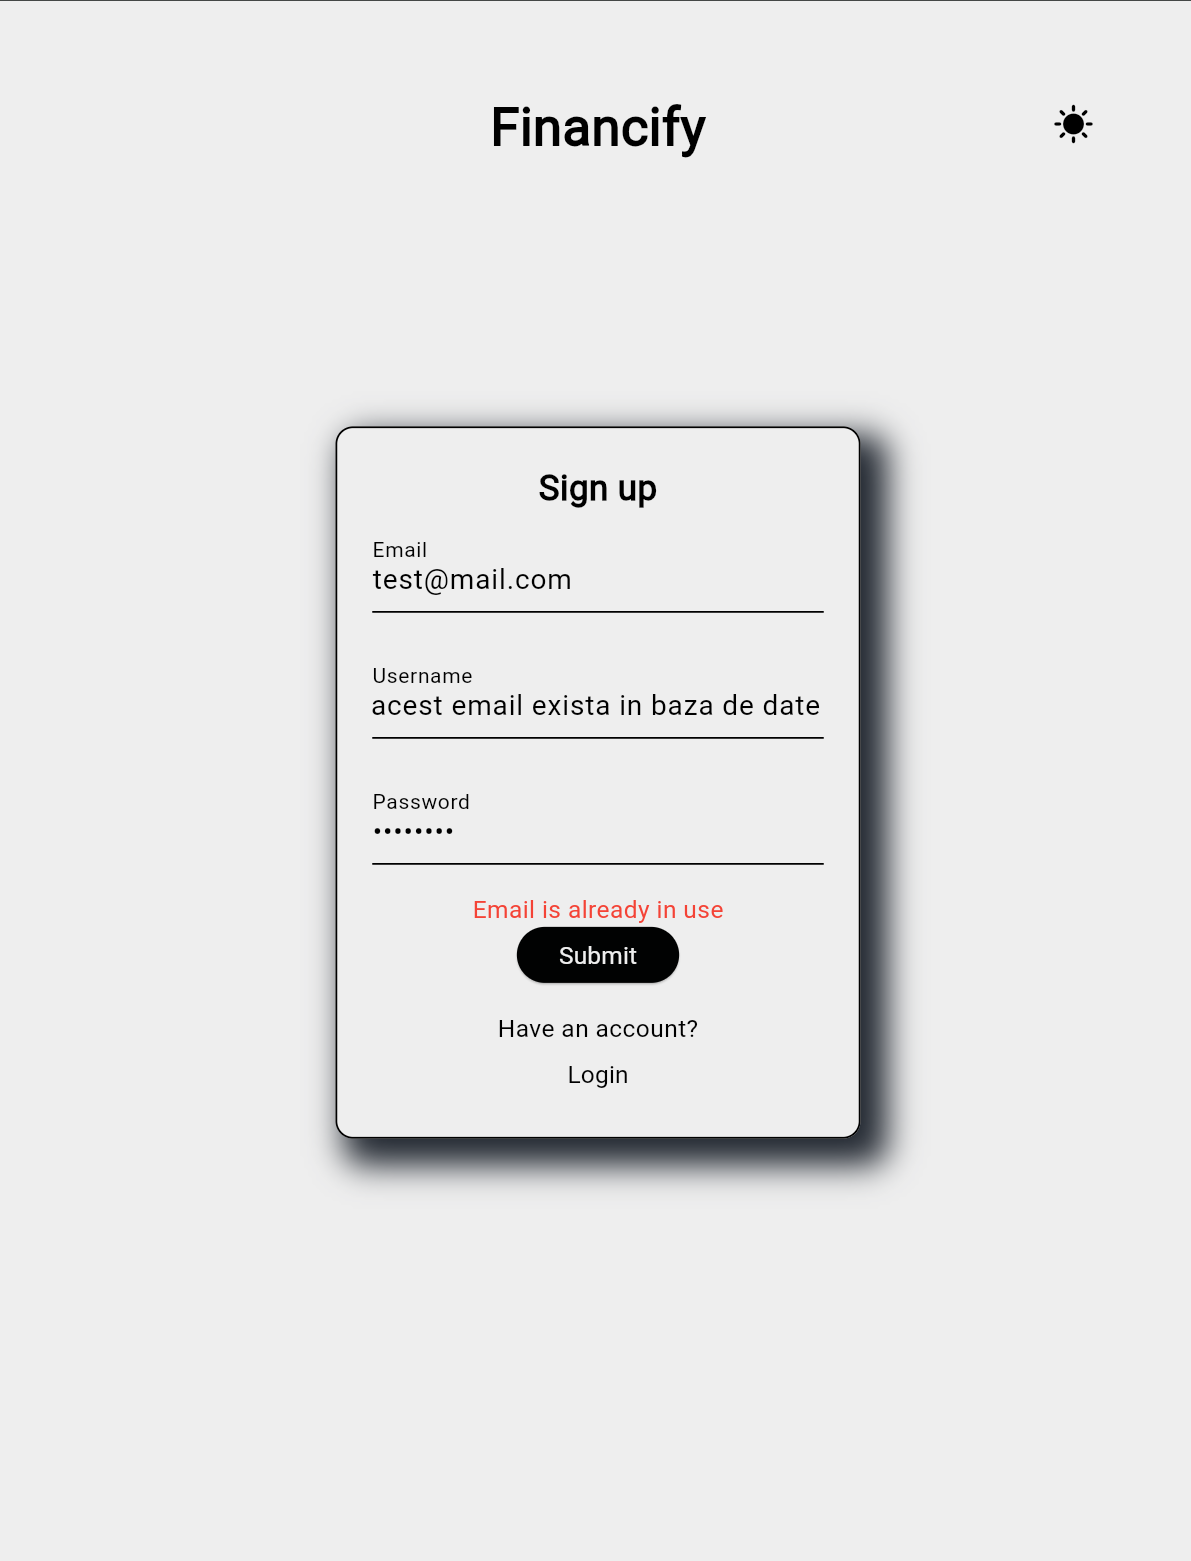 Financify
Sign up
Email
test@mail.com
Username
acest email exista in baza de date
Password
••••••••
Email is already in use
Submit
Have an account?
Login